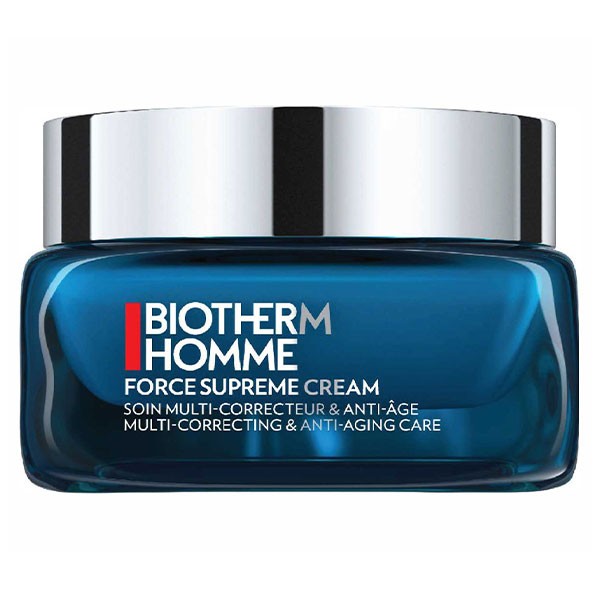 BIOTHERM
HOMME
FORCE SUPREME CREAM
SOIN MULTI-CORRECTEUR & ANTI-ÂGE
MULTI-CORRECTING & ANTI-AGING CARE